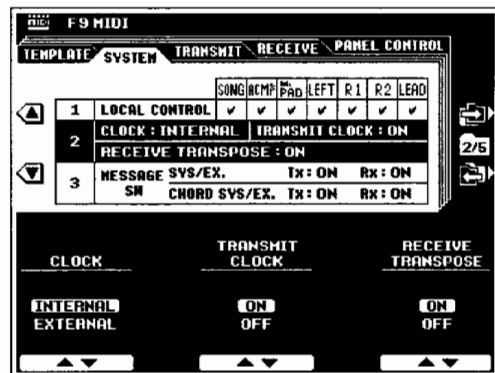 MIDI F9 MIDI
TEMPLATE SYSTEM TRANSMIT RECEIVE PANEL CONTROL
SONG ACMP M. PAD LEFT R1 R2 LEAD
1 LOCAL CONTROL ✔ ✔ ✔ ✔ ✔ ✔ ✔
2 CLOCK : INTERNAL TRANSMIT CLOCK : ON
RECEIVE TRANSPOSE : ON
2/5
3 MESSAGE SW SYS/EX. Tx : ON Rx : ON
CHORD SYS/EX. Tx : ON Rx : ON
CLOCK TRANSMIT CLOCK RECEIVE TRANSPOSE
INTERNAL ON ON
EXTERNAL OFF OFF